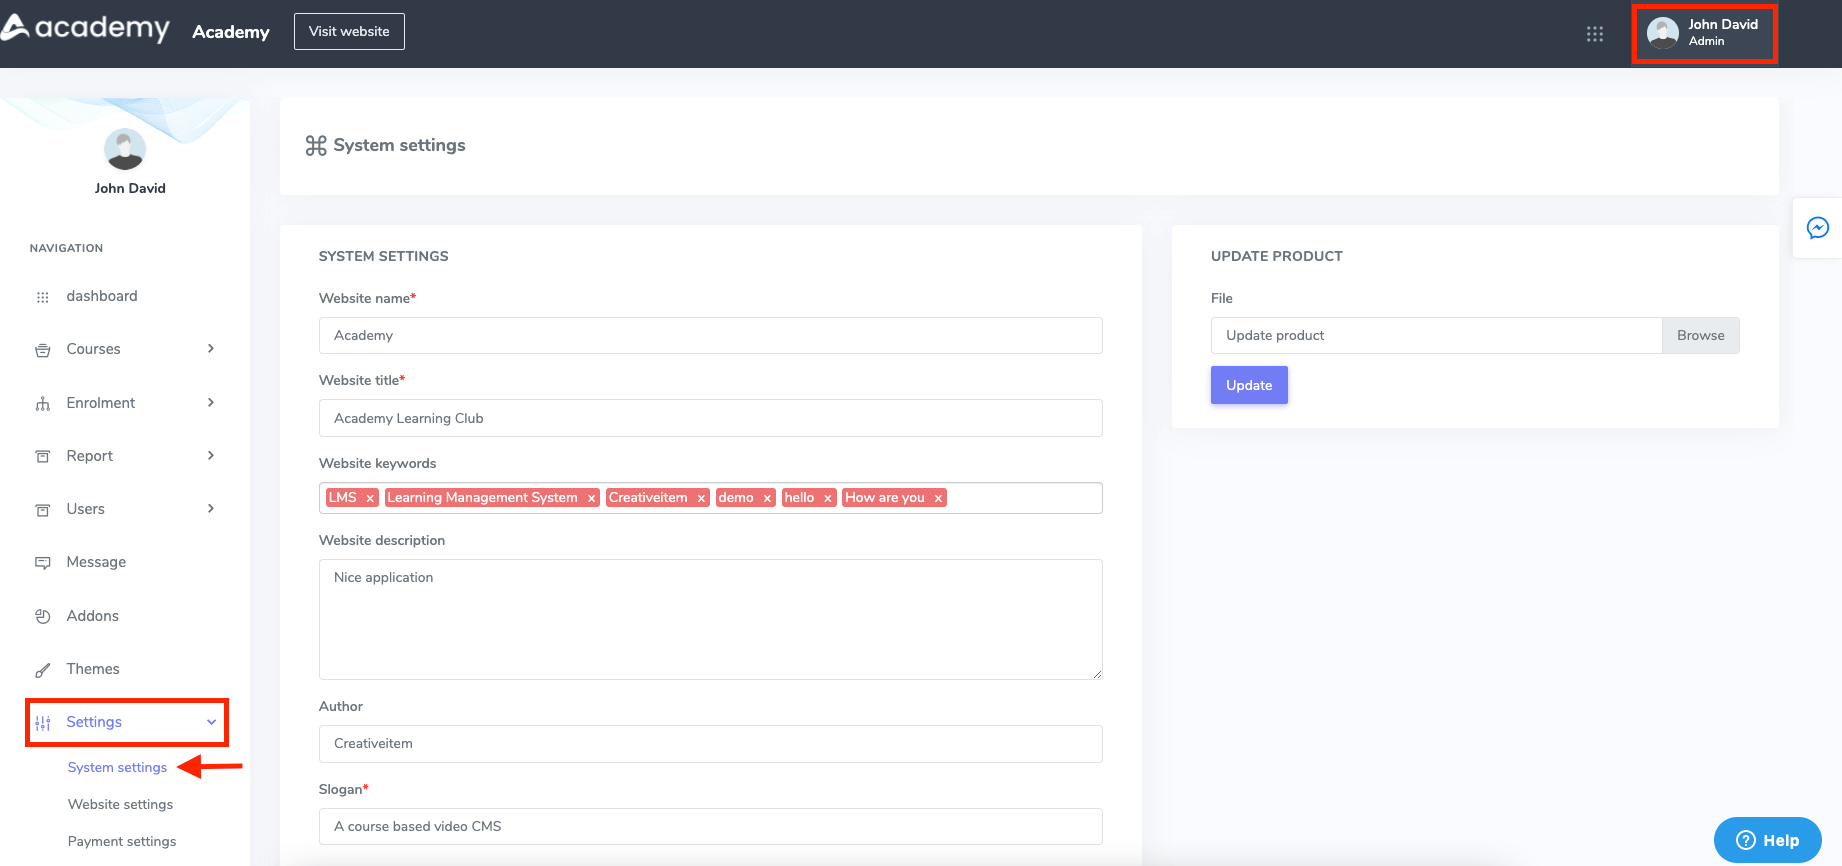 academy
Academy
Visit website
John David
Admin
John David
NAVIGATION
dashboard
Courses
Enrolment
Report
Users
Message
Addons
Themes
Settings
System settings
Website settings
Payment settings
System settings
SYSTEM SETTINGS
Website name*
Academy
Website title*
Academy Learning Club
Website keywords
LMS x Learning Management System x Creativeitem x demo x hello x How are you x
Website description
Nice application
Author
Creativeitem
Slogan*
A course based video CMS
UPDATE PRODUCT
File
Update product Browse
Update
Help